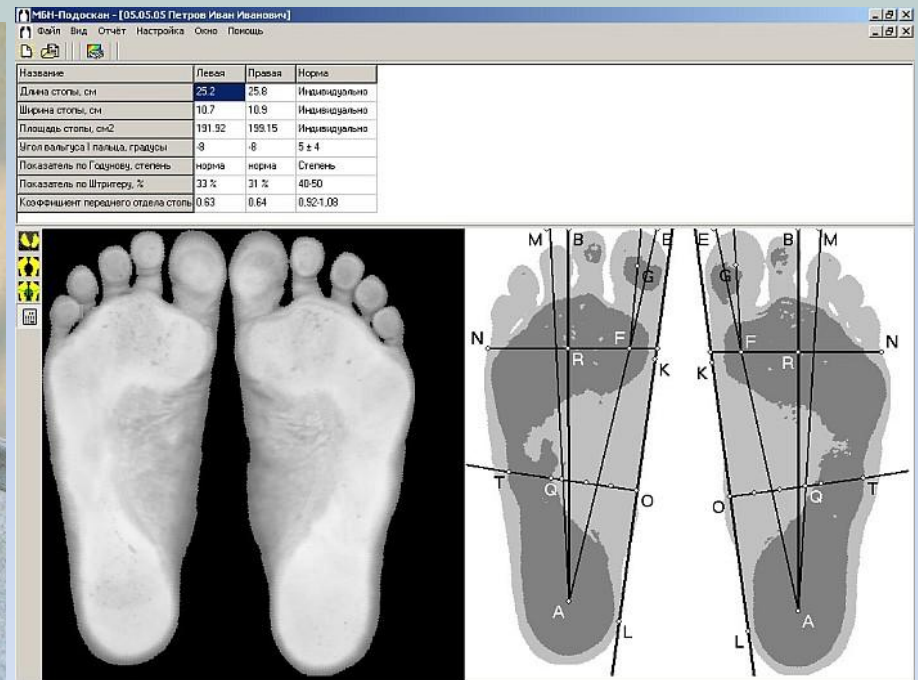 МБН-Подоскан - [05.05.05 Петров Иван Иванович]
Файл Вид Отчёт Настройка Окно Помощь
Название Левая Правая Норма
Длина стопы, см 25.2 25.8 Индивидуально
Ширина стопы, см 10.7 10.9 Индивидуально
Площадь стопы, см2 191.92 199.15 Индивидуально
Угол вальгуса I пальца, градусы -8 -8 5 ± 4
Показатель по Годунову, степень норма норма Степень
Показатель по Штритеру, % 33 % 31 % 40-50
Коэффициент переднего отдела стопы 0.63 0.64 0.92-1.08
M B E E B M
G G
N F F N
R K K R
T Q O O Q T
A A
L L